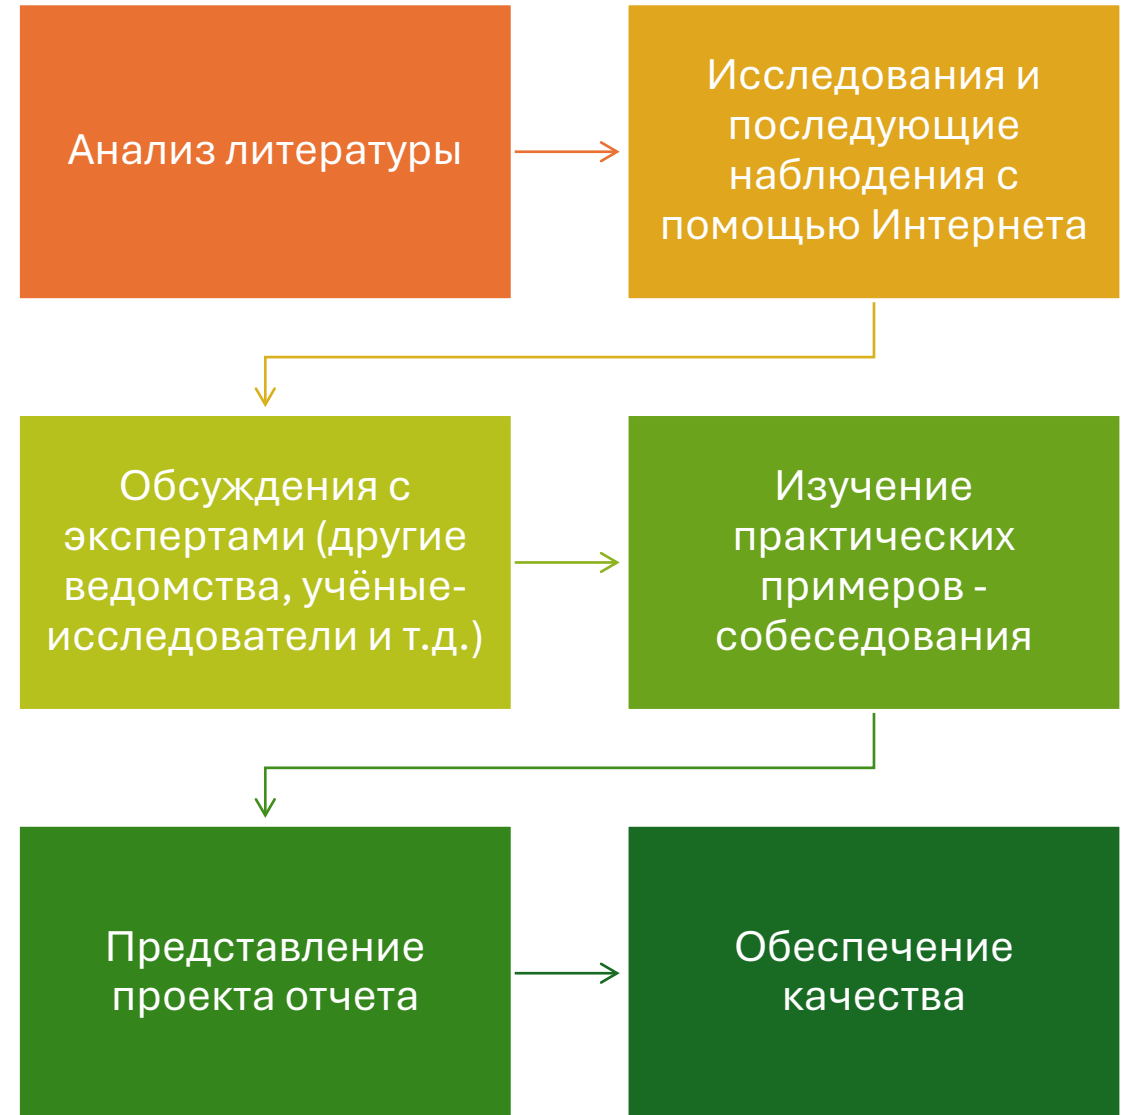 Анализ литературы
Исследования и
последующие
наблюдения с
помощью Интернета
Обсуждения с
экспертами (другие
ведомства, учёные-
исследователи и т.д.)
Изучение
практических
примеров -
собеседования
Представление
проекта отчета
Обеспечение
качества